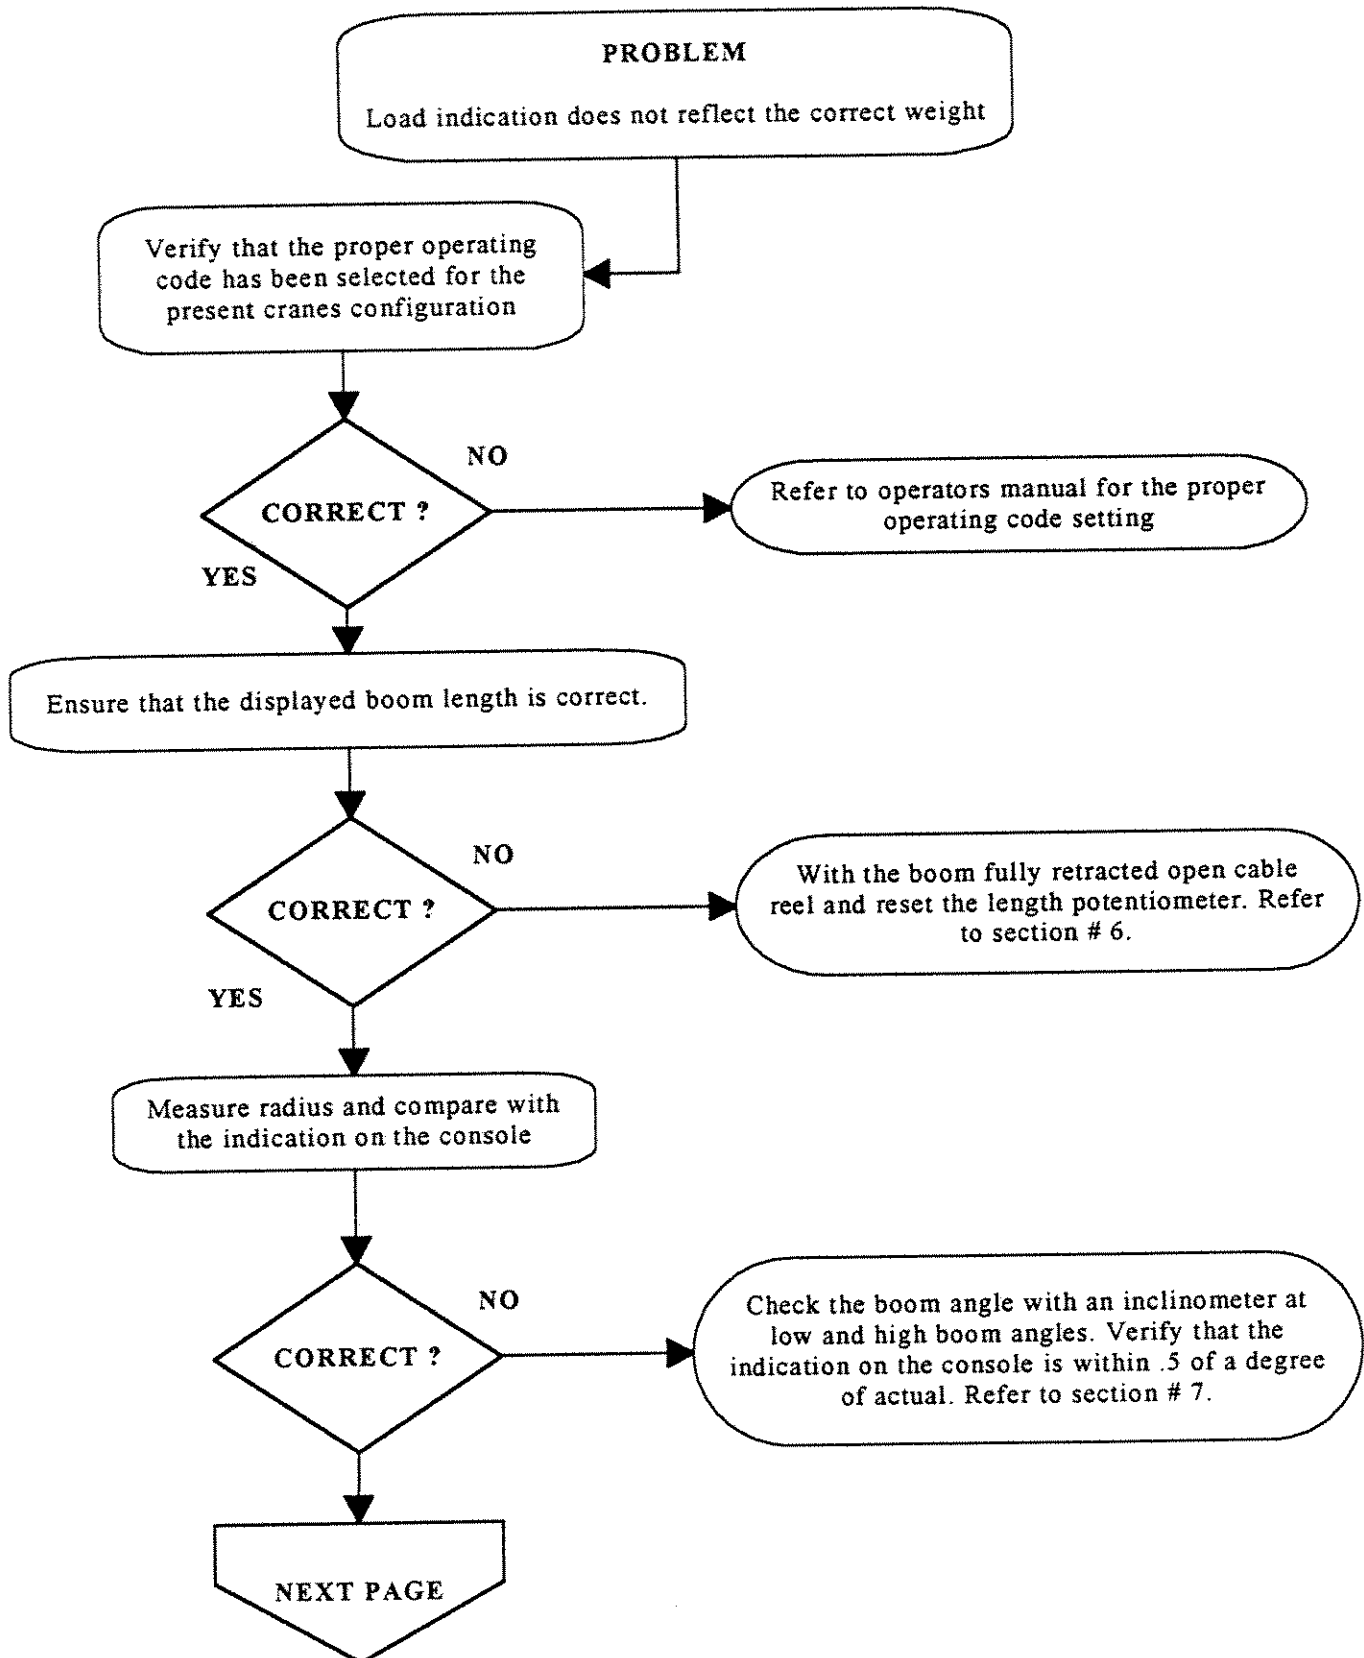 PROBLEM
Load indication does not reflect the correct weight
Verify that the proper operating
code has been selected for the
present cranes configuration
CORRECT ?
NO
YES
Refer to operators manual for the proper
operating code setting
Ensure that the displayed boom length is correct.
CORRECT ?
NO
YES
With the boom fully retracted open cable
reel and reset the length potentiometer. Refer
to section # 6.
Measure radius and compare with
the indication on the console
CORRECT ?
NO
Check the boom angle with an inclinometer at
low and high boom angles. Verify that the
indication on the console is within .5 of a degree
of actual. Refer to section # 7.
NEXT PAGE